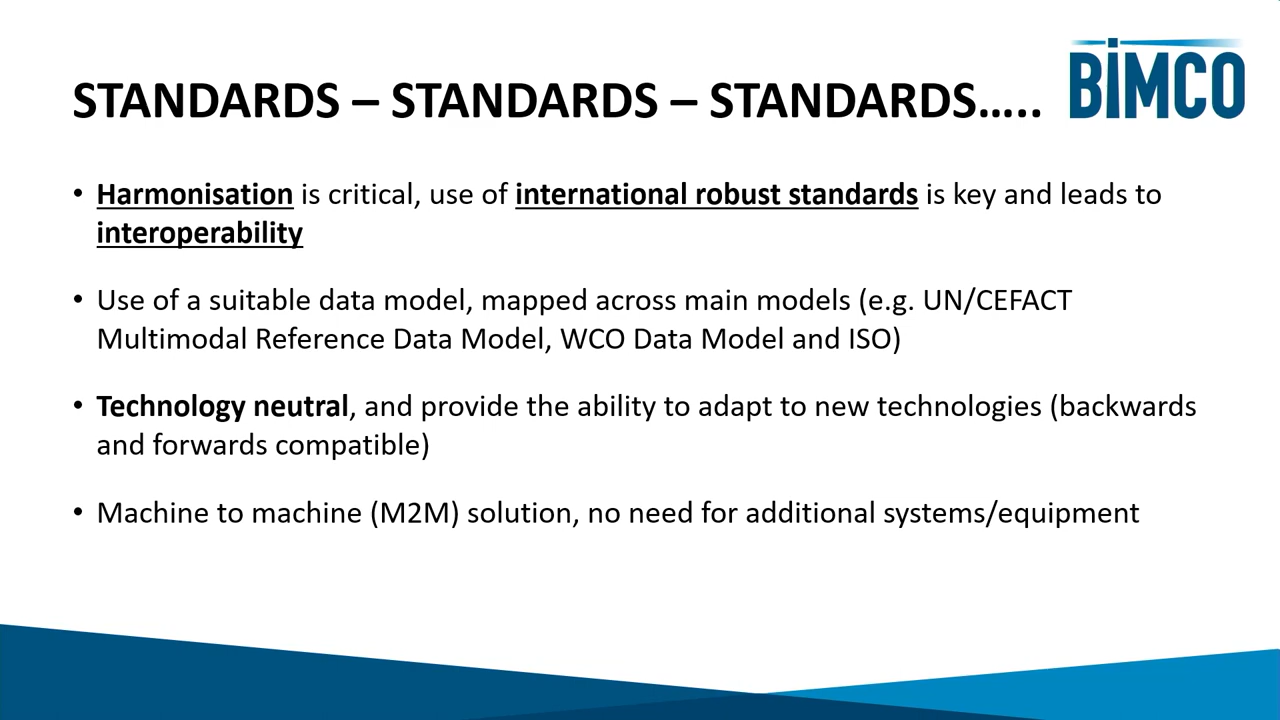 STANDARDS – STANDARDS – STANDARDS…..
BIMCO
• Harmonisation is critical, use of international robust standards is key and leads to
interoperability
• Use of a suitable data model, mapped across main models (e.g. UN/CEFACT
Multimodal Reference Data Model, WCO Data Model and ISO)
• Technology neutral, and provide the ability to adapt to new technologies (backwards
and forwards compatible)
• Machine to machine (M2M) solution, no need for additional systems/equipment